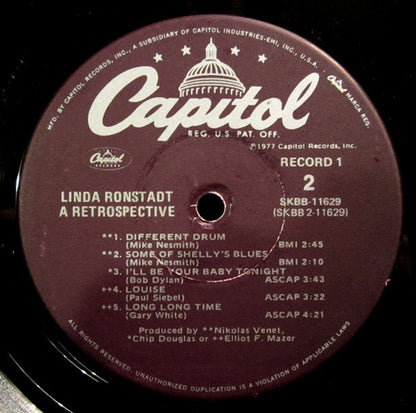 MFD. BY CAPITOL RECORDS, INC., A SUBSIDIARY OF CAPITOL INDUSTRIES-EMI, INC., U.S.A.
Capitol MARCA REG.
Capitol
REG. U.S. PAT. OFF.
℗1977 Capitol Records, Inc.
Capitol
RECORDS
RECORD 1
2
LINDA RONSTADT
A RETROSPECTIVE
SKBB-11629
(SKBB 2-11629)
**1. DIFFERENT DRUM
(Mike Nesmith) BMI 2:45
**2. SOME OF SHELLY'S BLUES
(Mike Nesmith) BMI 2:10
*3. I'LL BE YOUR BABY TONIGHT
(Bob Dylan) ASCAP 3:43
++4. LOUISE
(Paul Siebel) ASCAP 3:22
++5. LONG LONG TIME
(Gary White) ASCAP 4:21
Produced by **Nikolas Venet,
*Chip Douglas or ++Elliot F. Mazer
ALL RIGHTS RESERVED. UNAUTHORIZED DUPLICATION IS A VIOLATION OF APPLICABLE LAWS